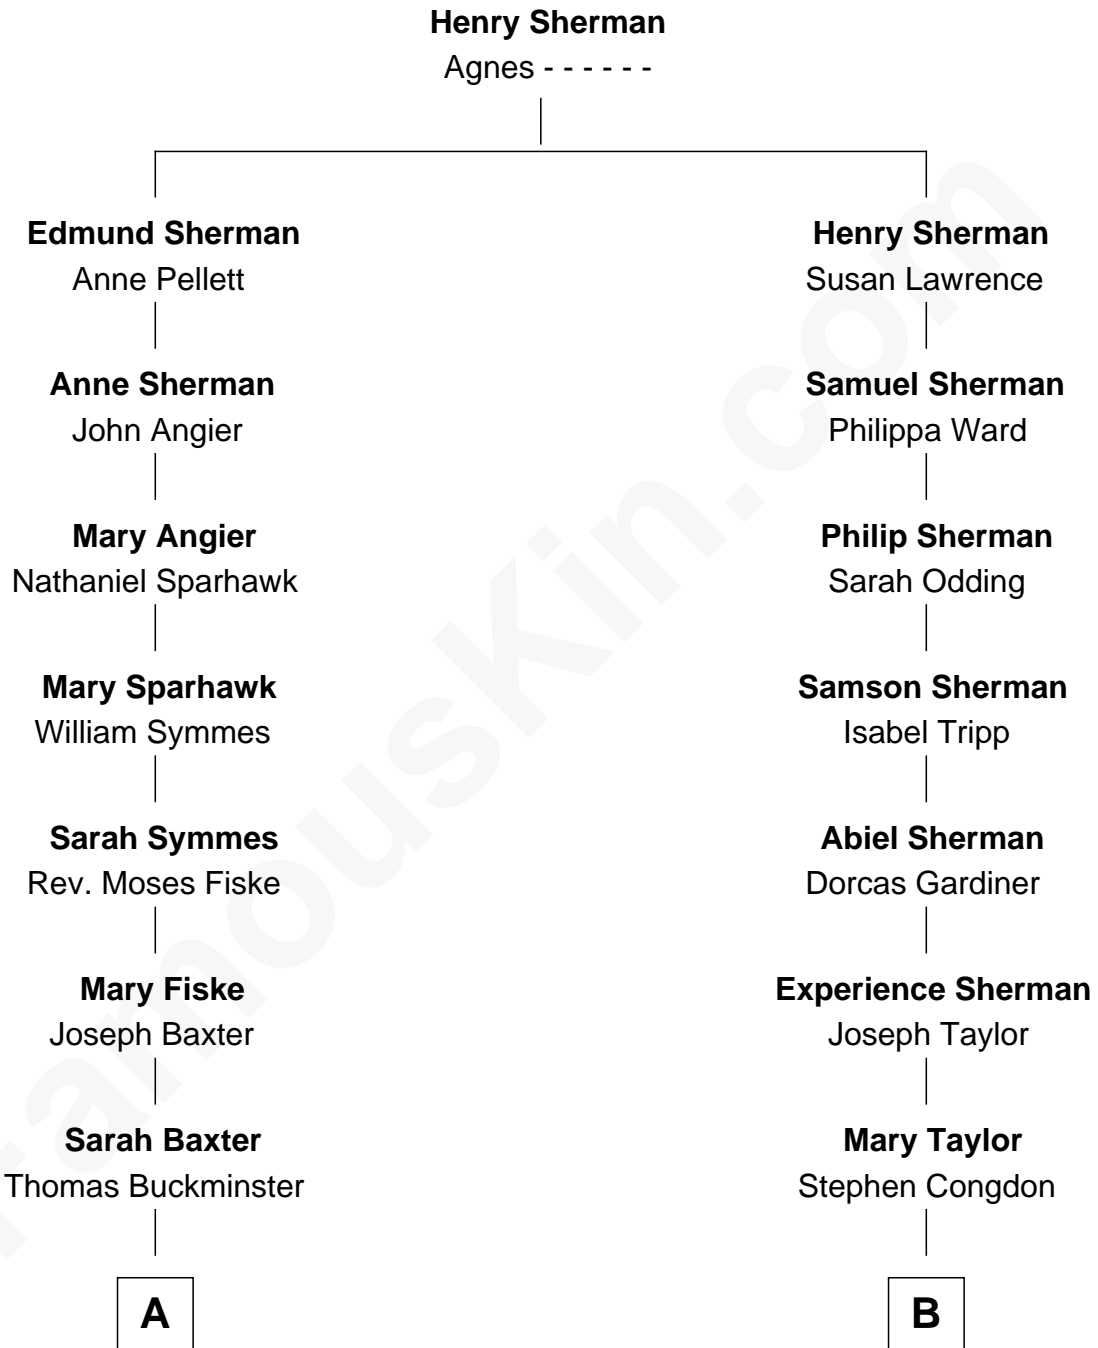 Henry Sherman
Agnes - - - - - -
Edmund Sherman
Anne Pellett
Anne Sherman
John Angier
Mary Angier
Nathaniel Sparhawk
Mary Sparhawk
William Symmes
Sarah Symmes
Rev. Moses Fiske
Mary Fiske
Joseph Baxter
Sarah Baxter
Thomas Buckminster
A
Henry Sherman
Susan Lawrence
Samuel Sherman
Philippa Ward
Philip Sherman
Sarah Odding
Samson Sherman
Isabel Tripp
Abiel Sherman
Dorcas Gardiner
Experience Sherman
Joseph Taylor
Mary Taylor
Stephen Congdon
B
FamousKin.com